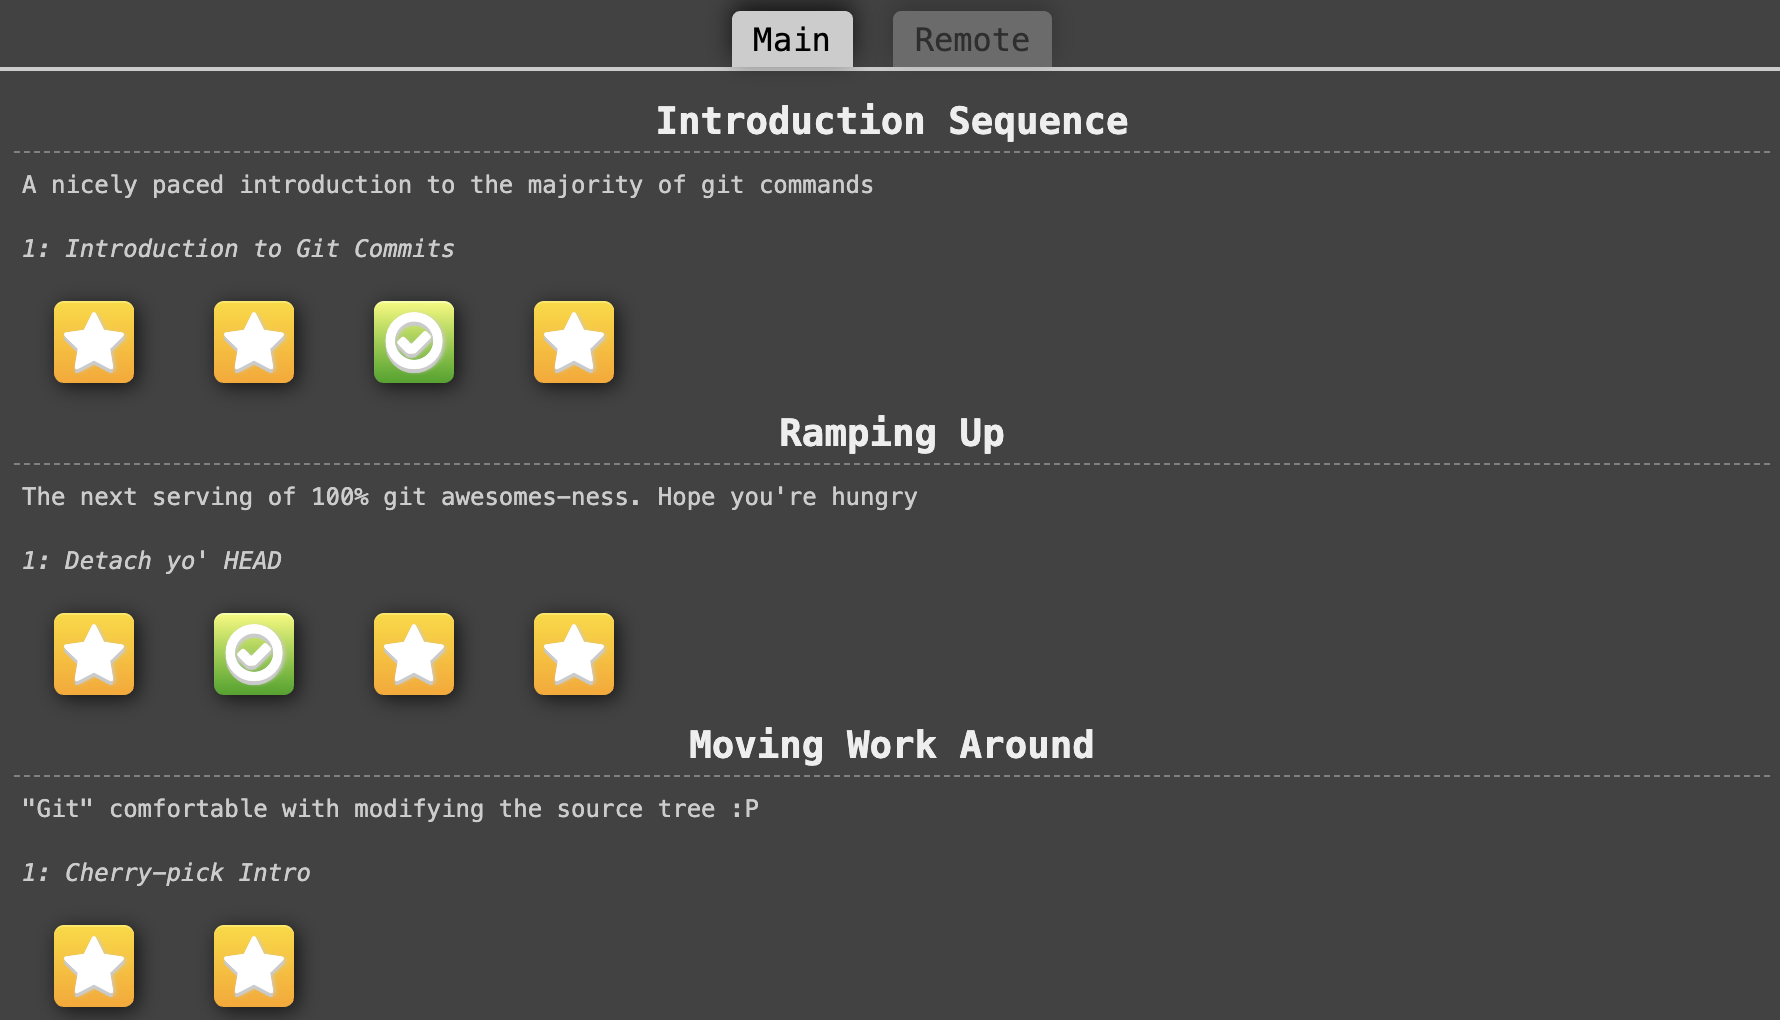 Main
Remote
Introduction Sequence
A nicely paced introduction to the majority of git commands
1: Introduction to Git Commits
Ramping Up
The next serving of 100% git awesomes-ness. Hope you're hungry
1: Detach yo' HEAD
Moving Work Around
"Git" comfortable with modifying the source tree :P
1: Cherry-pick Intro